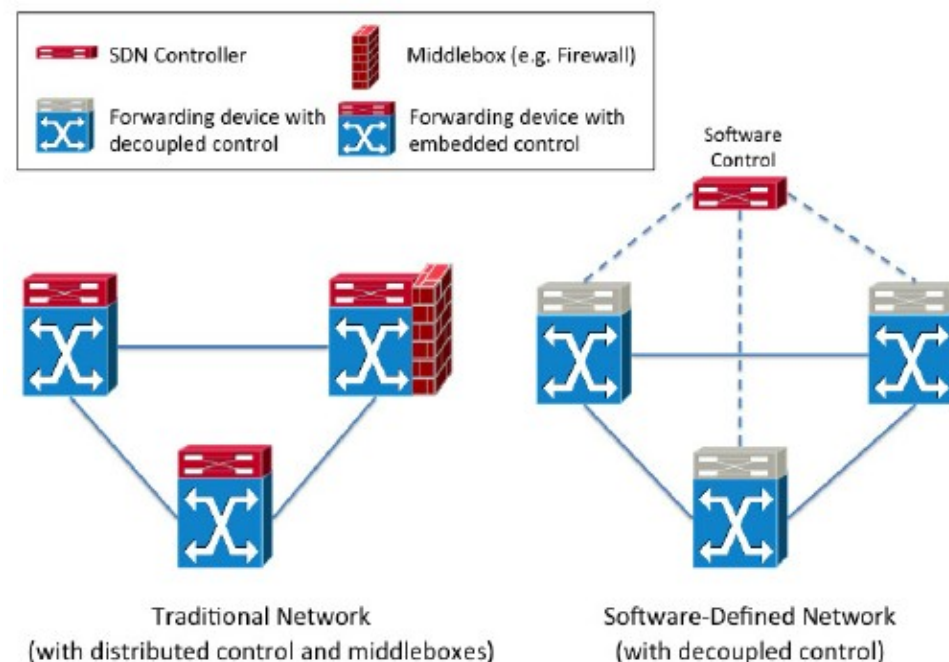 SDN Controller
Middlebox (e.g. Firewall)
Forwarding device with
decoupled control
Forwarding device with
embedded control
Software
Control
Traditional Network
(with distributed control and middleboxes)
Software-Defined Network
(with decoupled control)